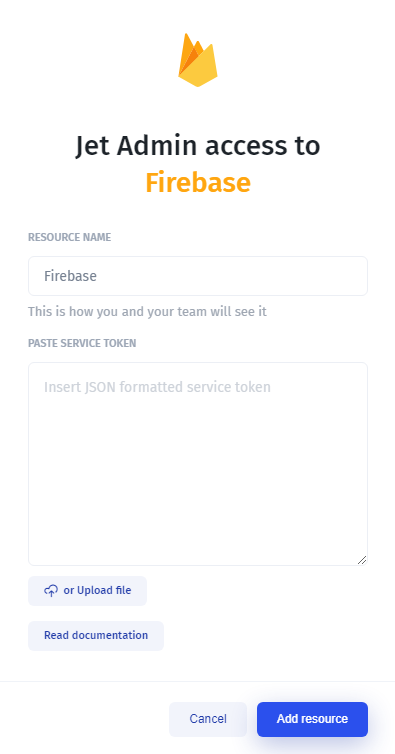 Jet Admin access to
Firebase
RESOURCE NAME
Firebase
This is how you and your team will see it
PASTE SERVICE TOKEN
Insert JSON formatted service token
or Upload file
Read documentation
Cancel
Add resource